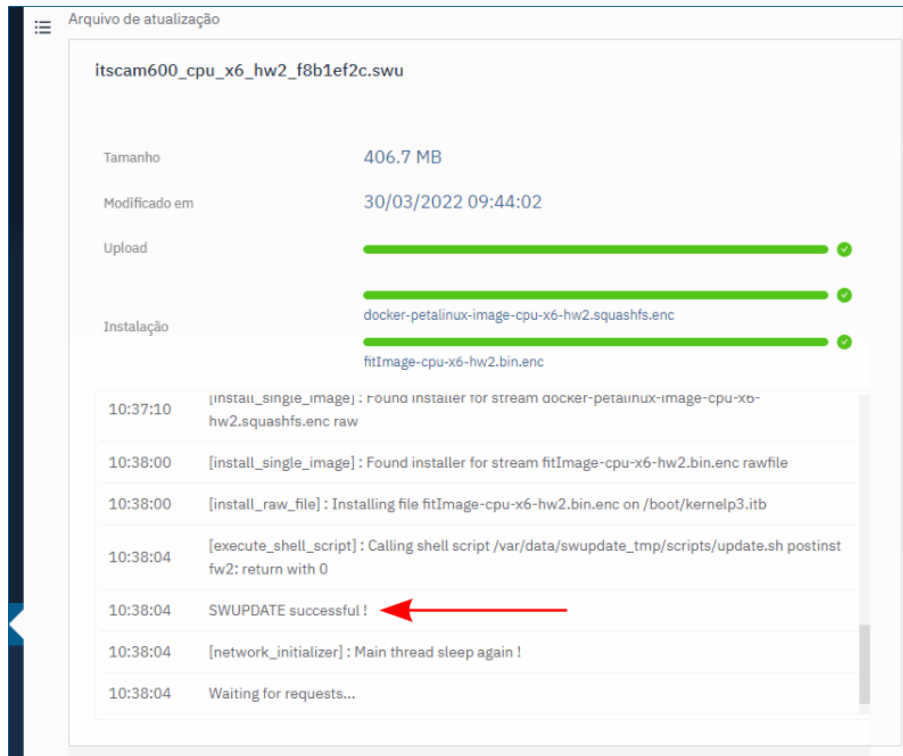 Arquivo de atualização
itscam600_cpu_x6_hw2_f8b1ef2c.swu
Tamanho 406.7 MB
Modificado em 30/03/2022 09:44:02
Upload
Instalação
docker-petalinux-image-cpu-x6-hw2.squashfs.enc
fitImage-cpu-x6-hw2.bin.enc
10:37:10 [install_single_image] : Found installer for stream docker-petalinux-image-cpu-x6-
hw2.squashfs.enc raw
10:38:00 [install_single_image] : Found installer for stream fitImage-cpu-x6-hw2.bin.enc rawfile
10:38:00 [install_raw_file] : Installing file fitImage-cpu-x6-hw2.bin.enc on /boot/kernelp3.itb
10:38:04 [execute_shell_script] : Calling shell script /var/data/swupdate_tmp/scripts/update.sh postinst
fw2: return with 0
10:38:04 SWUPDATE successful !
10:38:04 [network_initializer] : Main thread sleep again !
10:38:04 Waiting for requests...